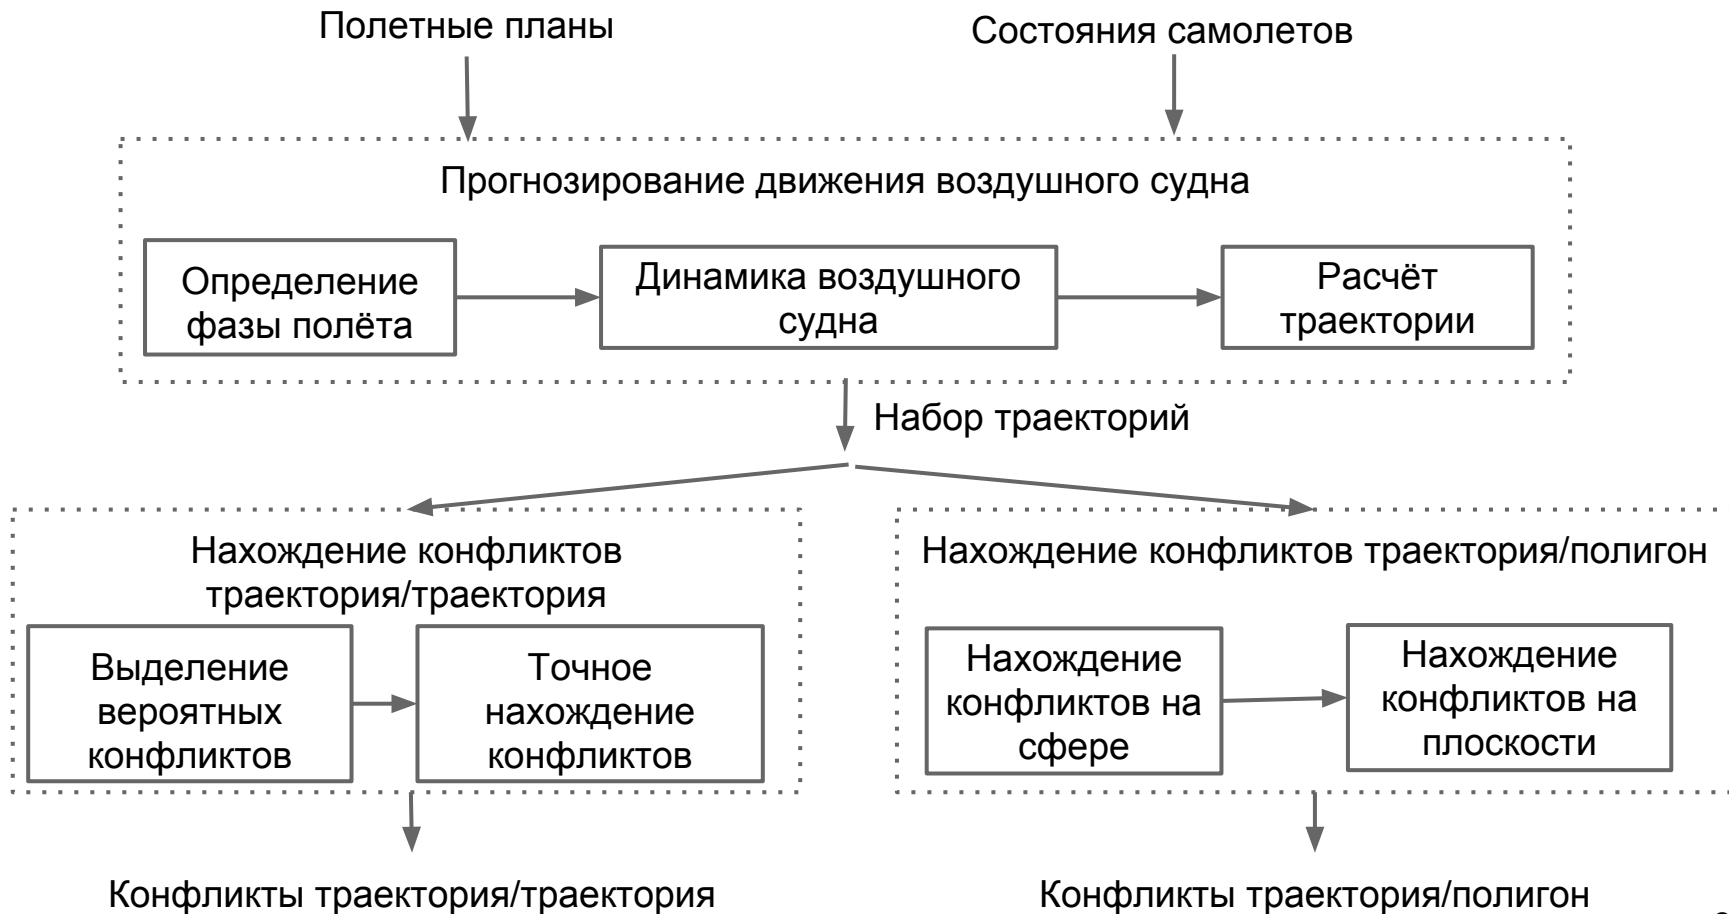 Полетные планы
Состояния самолетов
Прогнозирование движения воздушного судна
Определение
фазы полёта
Динамика воздушного
судна
Расчёт
траектории
Набор траекторий
Нахождение конфликтов
траектория/траектория
Выделение
вероятных
конфликтов
Точное
нахождение
конфликтов
Нахождение конфликтов траектория/полигон
Нахождение
конфликтов на
сфере
Нахождение
конфликтов на
плоскости
Конфликты траектория/траектория
Конфликты траектория/полигон